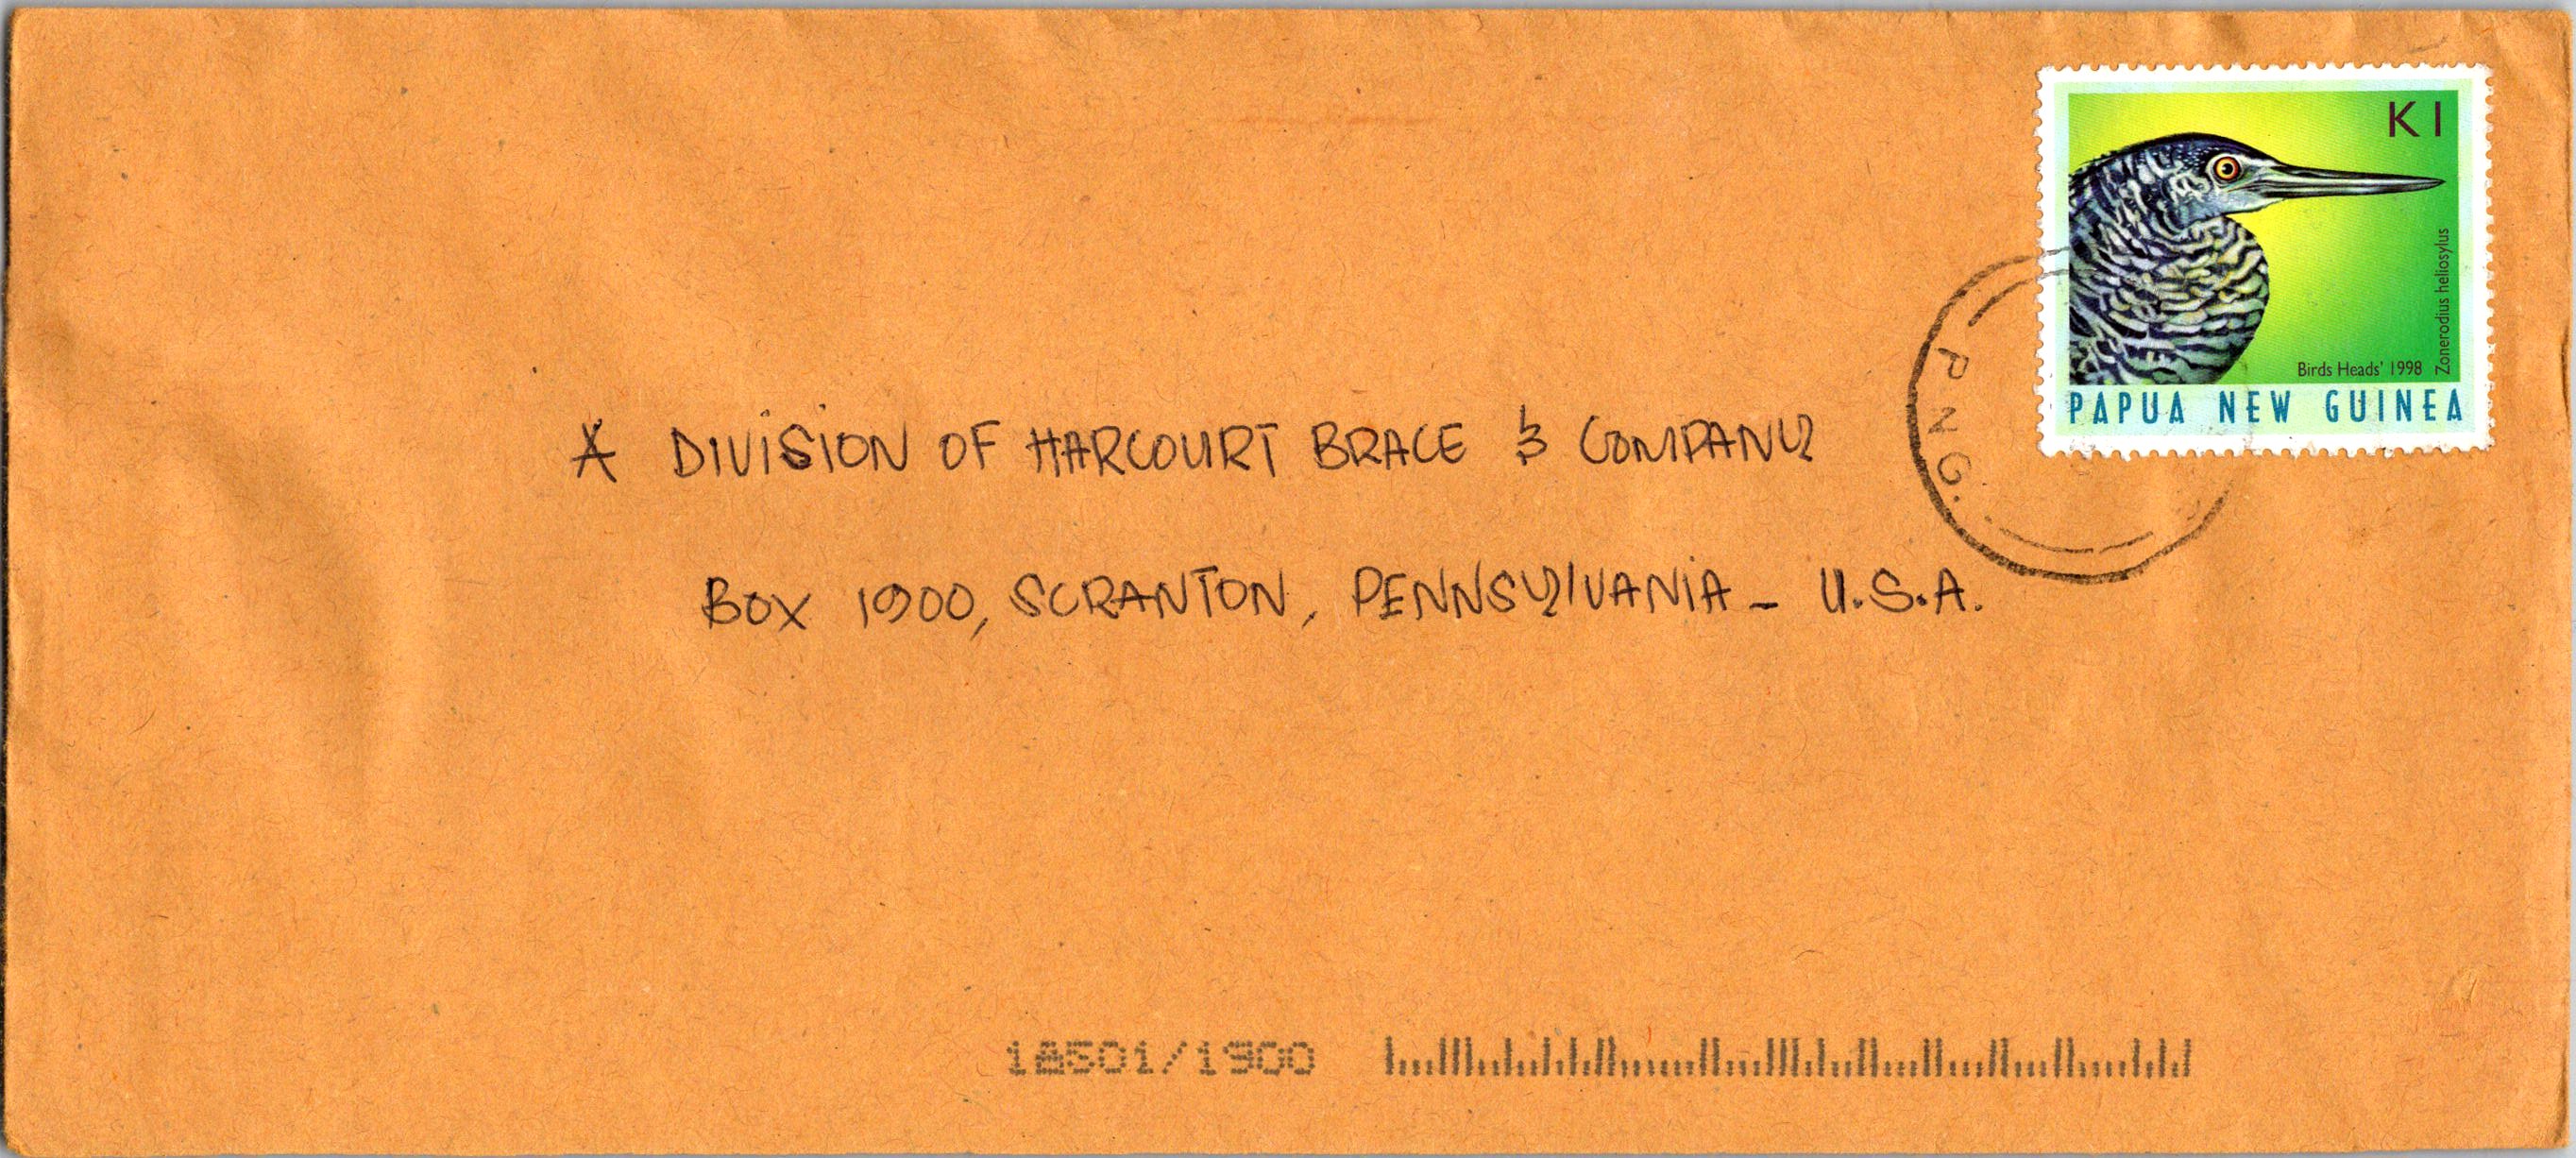 K1
Zonerodius heliosylus
Birds Heads' 1998
PAPUA NEW GUINEA
P.N.G.
A DIVISION OF HARCOURT BRACE & COMPANY
BOX 1900, SCRANTON, PENNSYLVANIA - U.S.A.
18501/1900